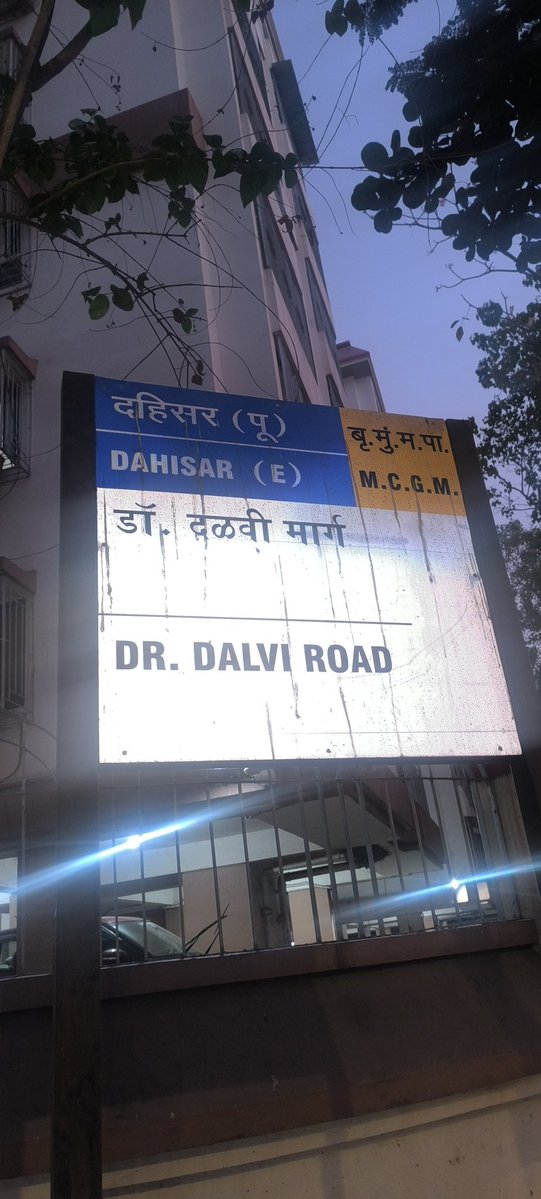 दहिसर (पू)
DAHISAR (E)
बृ.मुं.म.पा.
M.C.G.M.
डॉ. दळवी मार्ग
DR. DALVI ROAD